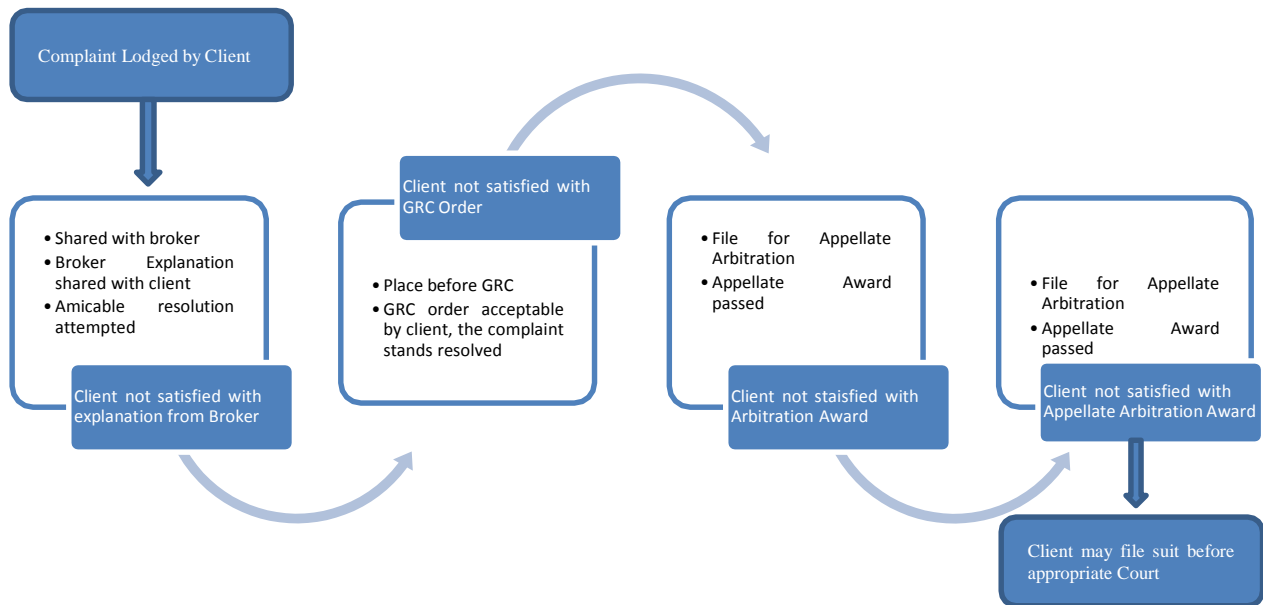 Complaint Lodged by Client
• Shared with broker
• Broker Explanation
shared with client
• Amicable resolution
attempted
Client not satisfied with
explanation from Broker
Client not satisfied with
GRC Order
• Place before GRC
• GRC order acceptable
by client, the complaint
stands resolved
• File for Appellate
Arbitration
• Appellate Award
passed
Client not staisfied with
Arbitration Award
• File for Appellate
Arbitration
• Appellate Award
passed
Client not satisfied with
Appellate Arbitration Award
Client may file suit before
appropriate Court